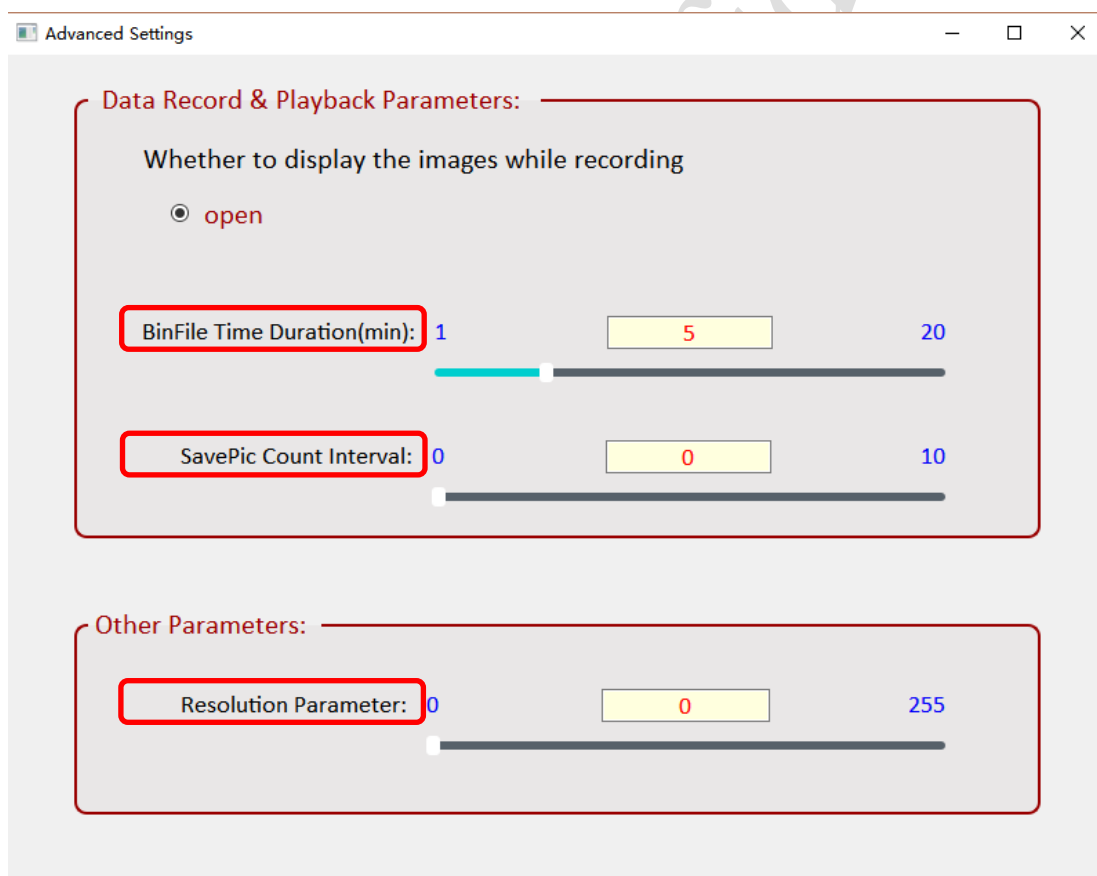 Advanced Settings
Data Record & Playback Parameters:
Whether to display the images while recording
open
BinFile Time Duration(min): 1 5 20
SavePic Count Interval: 0 0 10
Other Parameters:
Resolution Parameter: 0 0 255